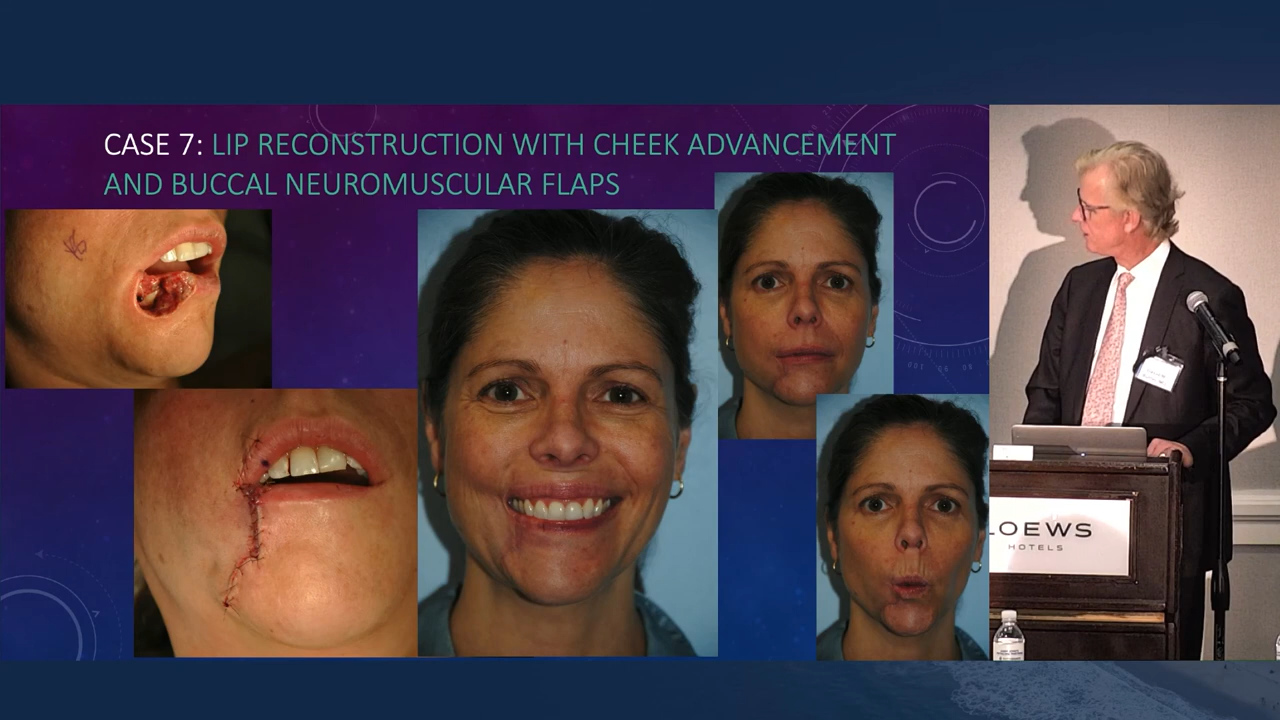 CASE 7: LIP RECONSTRUCTION WITH CHEEK ADVANCEMENT
AND BUCCAL NEUROMUSCULAR FLAPS
LOEWS
HOTELS